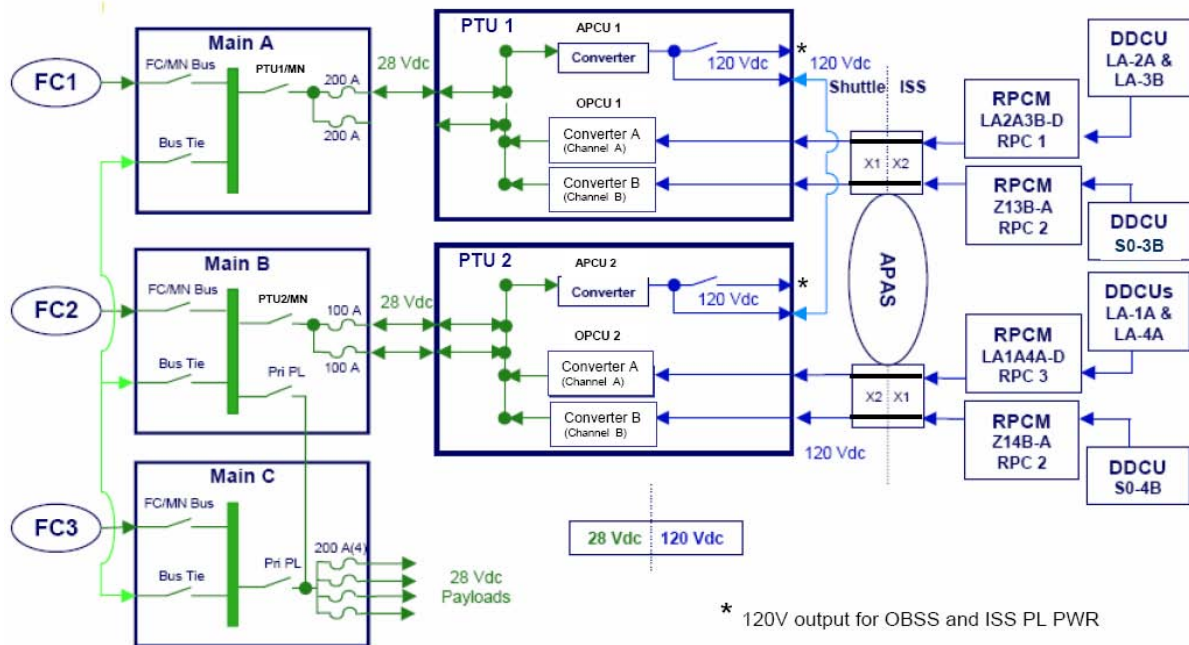 Main A
FC1
FC/MN Bus
PTU1/MN
200 A
200 A
Bus Tie
28 Vdc
PTU 1
APCU 1
Converter
120 Vdc
*
120 Vdc
OPCU 1
Converter A
(Channel A)
Converter B
(Channel B)
Shuttle
ISS
X1
X2
RPCM
LA2A3B-D
RPC 1
DDCU
LA-2A &
LA-3B
RPCM
Z13B-A
RPC 2
DDCU
S0-3B
APAS
Main B
FC2
FC/MN Bus
PTU2/MN
100 A
100 A
Bus Tie
Pri PL
28 Vdc
PTU 2
APCU 2
Converter
120 Vdc
*
OPCU 2
Converter A
(Channel A)
Converter B
(Channel B)
120 Vdc
X2
X1
RPCM
LA1A4A-D
RPC 3
DDCUs
LA-1A &
LA-4A
RPCM
Z14B-A
RPC 2
DDCU
S0-4B
Main C
FC3
FC/MN Bus
Bus Tie
Pri PL
200 A(4)
28 Vdc
Payloads
28 Vdc
120 Vdc
* 120V output for OBSS and ISS PL PWR